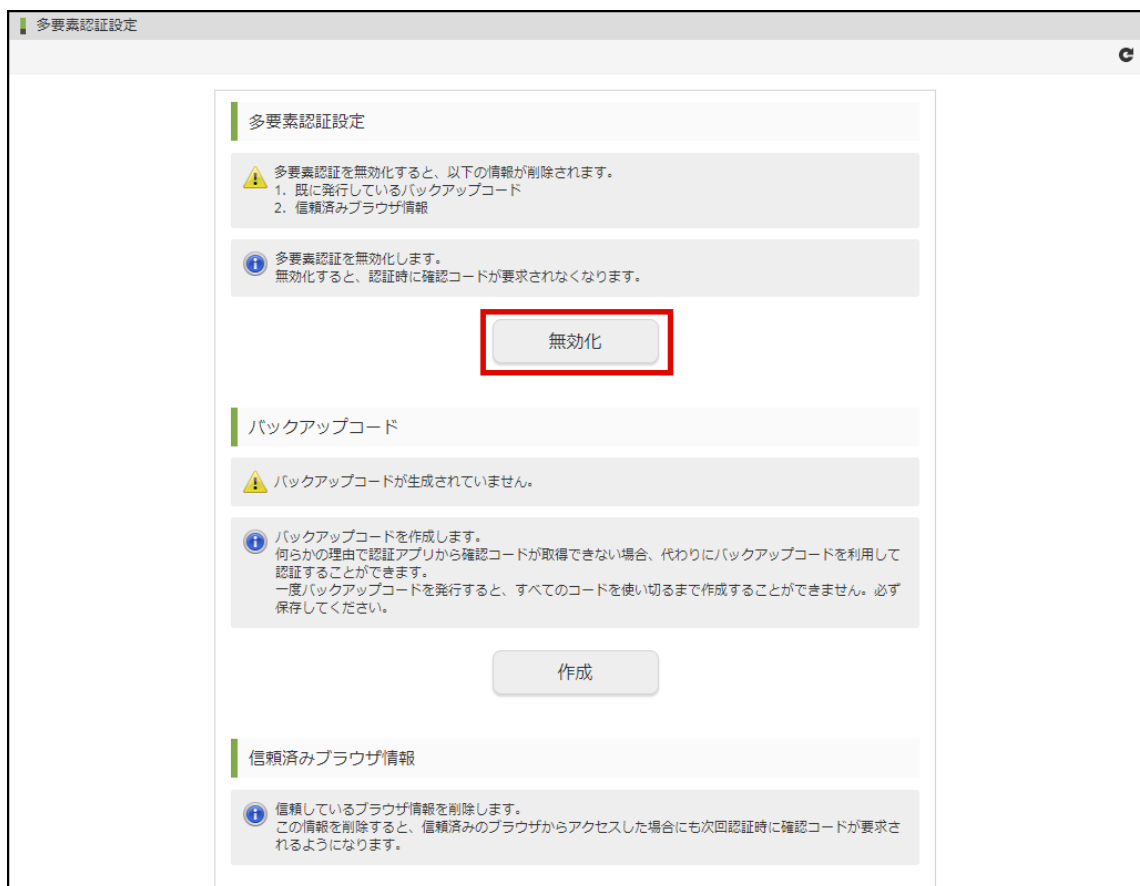 多要素認証設定
多要素認証設定
多要素認証を無効化すると、以下の情報が削除されます。
1. 既に発行しているバックアップコード
2. 信頼済みブラウザ情報
多要素認証を無効化します。
無効化すると、認証時に確認コードが要求されなくなります。
無効化
バックアップコード
バックアップコードが生成されていません。
バックアップコードを作成します。
何らかの理由で認証アプリから確認コードが取得できない場合、代わりにバックアップコードを利用して
認証することができます。
一度バックアップコードを発行すると、すべてのコードを使い切るまで作成することができません。必ず
保存してください。
作成
信頼済みブラウザ情報
信頼しているブラウザ情報を削除します。
この情報を削除すると、信頼済みのブラウザからアクセスした場合にも次回認証時に確認コードが要求さ
れるようになります。